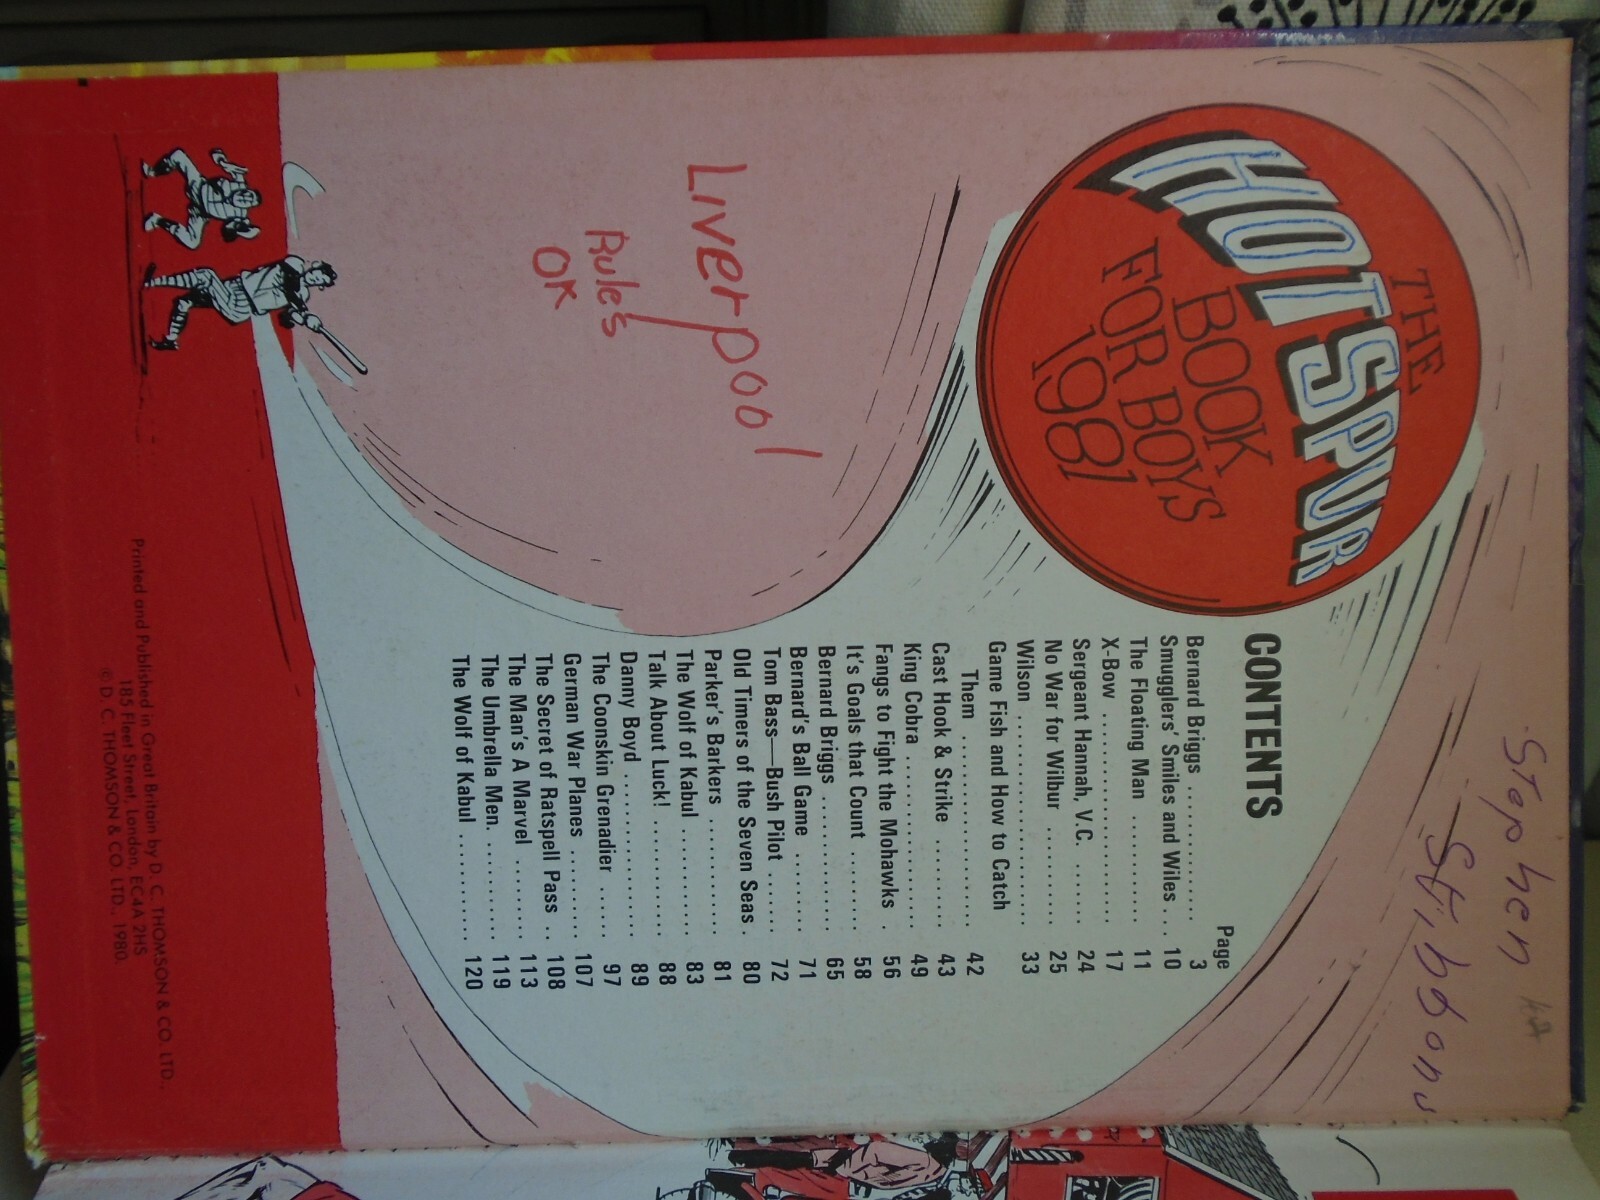 Stephen
Stibbons
THE
HOTSPUR
BOOK
FOR BOYS
1981
Liverpool
Rules
OK
CONTENTS
Page
Bernard Briggs ............ 3
Smugglers' Smiles and Wiles ... 10
The Floating Man .......... 11
X-Bow .................. 17
Sergeant Hannah, V.C. ....... 24
No War for Wilbur .......... 25
Wilson .................. 33
Game Fish and How to Catch
Them .................. 42
Cast Hook & Strike .......... 43
King Cobra ................ 49
Fangs to Fight the Mohawks . 56
It's Goals that Count ........ 58
Bernard Briggs ............ 65
Bernard's Ball Game ........ 71
Tom Bass—Bush Pilot ...... 72
Old Timers of the Seven Seas . 80
Parker's Barkers ............ 81
The Wolf of Kabul .......... 83
Talk About Luck! .......... 88
Danny Boyd ................ 89
The Coonskin Grenadier ...... 97
German War Planes ........ 107
The Secret of Ratspell Pass .. 108
The Man's A Marvel ........ 113
The Umbrella Men. .......... 119
The Wolf of Kabul .......... 120
Printed and Published in Great Britain by D. C. THOMSON & CO. LTD.,
185 Fleet Street, London, EC4A 2HS
© D. C. THOMSON & CO. LTD., 1980.